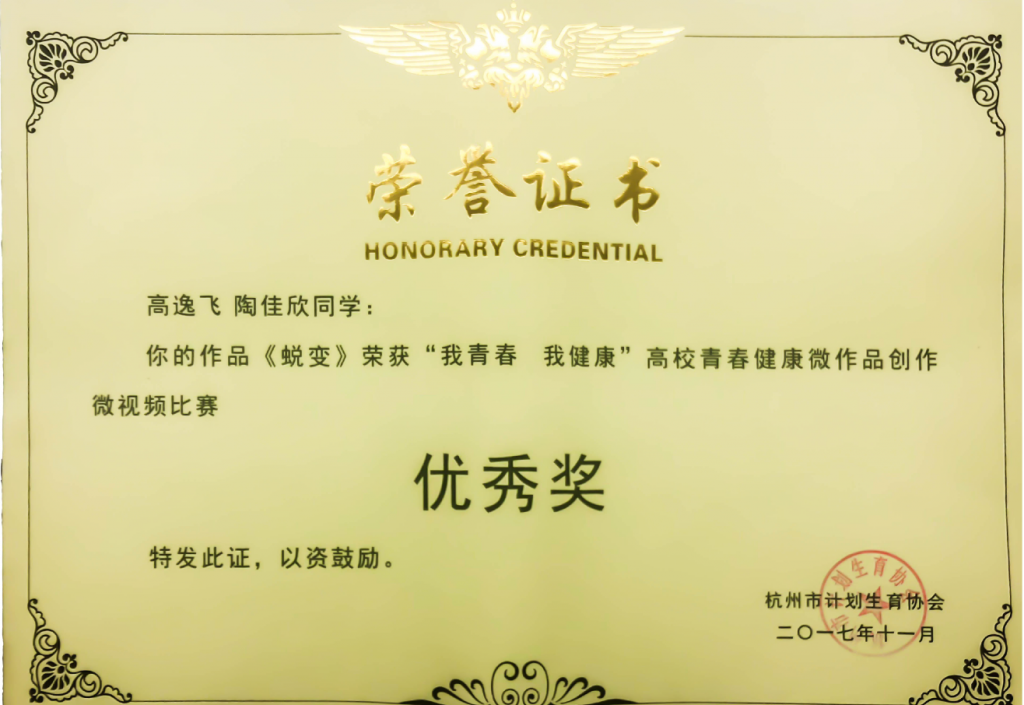 荣誉证书
HONORARY CREDENTIAL
高逸飞 陶佳欣同学：
你的作品《蜕变》荣获“我青春 我健康”高校青春健康微作品创作
微视频比赛
优秀奖
特发此证，以资鼓励。
杭州市计划生育协会
二〇一七年十一月